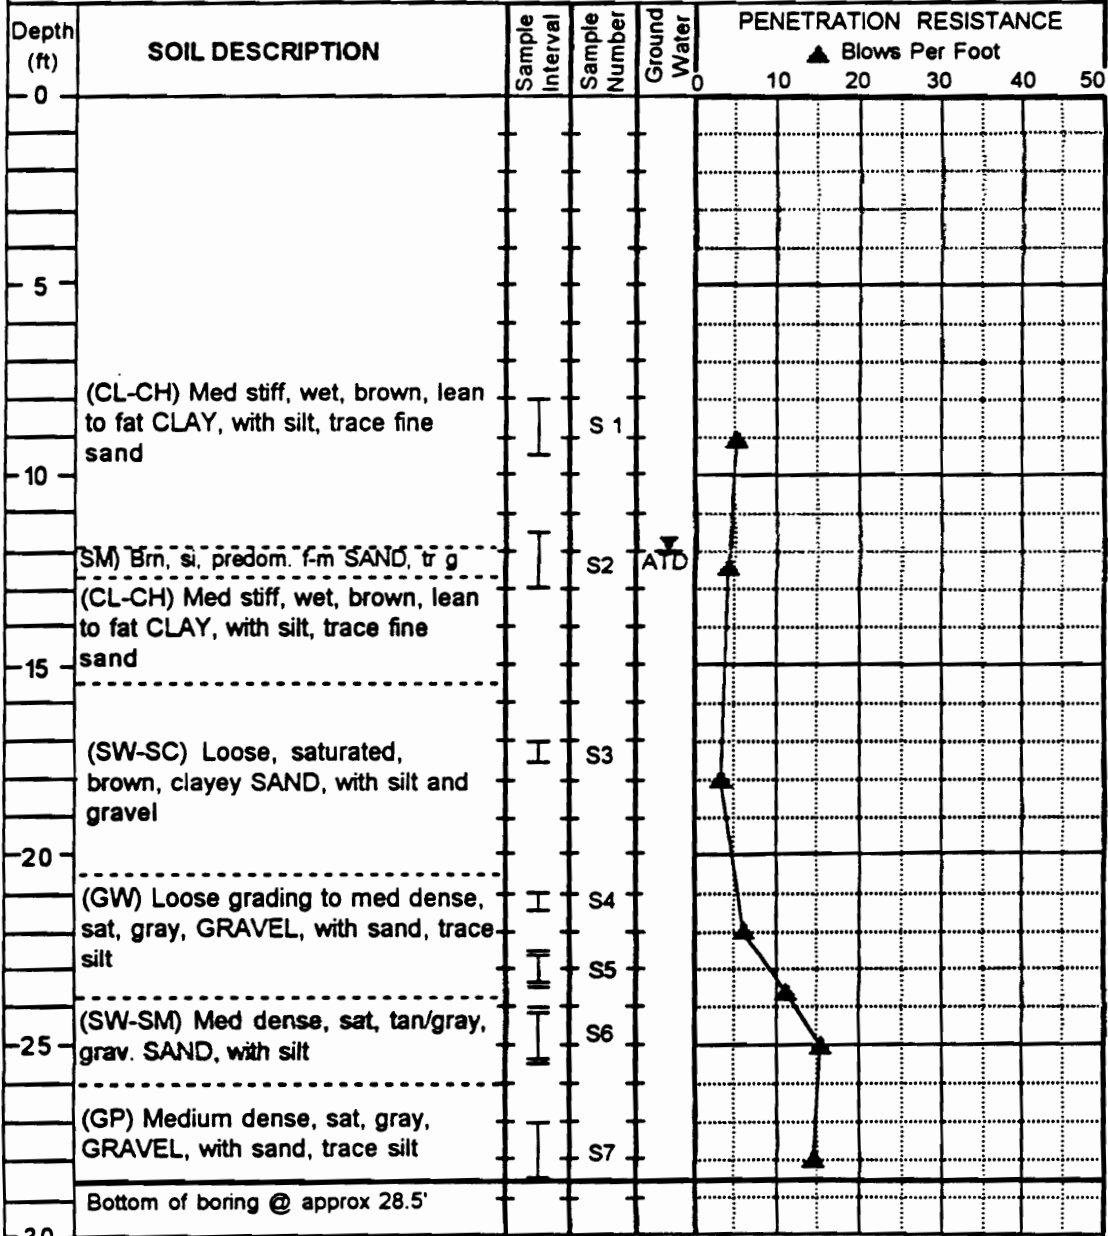 Depth
(ft)
SOIL DESCRIPTION
Sample
Interval
Sample
Number
Ground
Water
PENETRATION RESISTANCE
▲ Blows Per Foot
0 10 20 30 40 50
0
5
(CL-CH) Med stiff, wet, brown, lean
to fat CLAY, with silt, trace fine
sand
S 1
10
SM) Brn, si, predom. f-m SAND, tr g
S2
ATD
(CL-CH) Med stiff, wet, brown, lean
to fat CLAY, with silt, trace fine
sand
15
(SW-SC) Loose, saturated,
brown, clayey SAND, with silt and
gravel
S3
20
(GW) Loose grading to med dense,
sat, gray, GRAVEL, with sand, trace
silt
S4
S5
(SW-SM) Med dense, sat, tan/gray,
grav. SAND, with silt
S6
25
(GP) Medium dense, sat, gray,
GRAVEL, with sand, trace silt
S7
Bottom of boring @ approx 28.5'
30